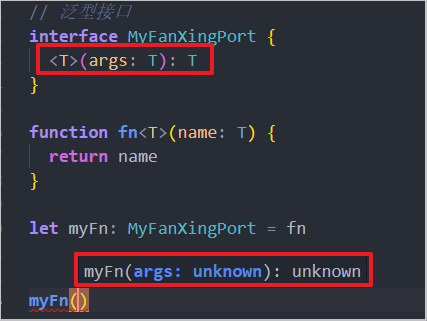 // 泛型接口
interface MyFanXingPort {
<T>(args: T): T
}
function fn<T>(name: T) {
return name
}
let myFn: MyFanXingPort = fn
myFn(args: unknown): unknown
myFn()